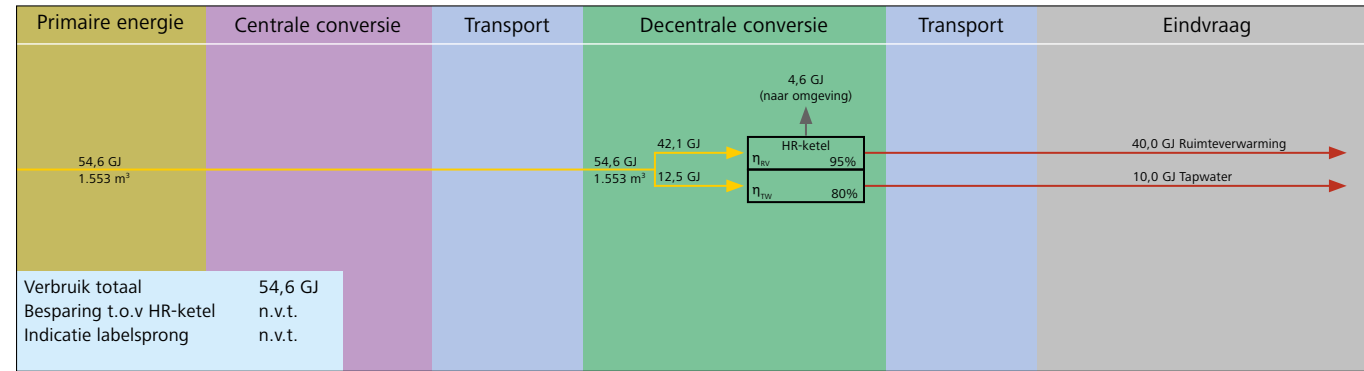 Primaire energie Centrale conversie Transport Decentrale conversie Transport Eindvraag
4,6 GJ
(naar omgeving)
54,6 GJ
1.553 m³
54,6 GJ
1.553 m³
42,1 GJ
12,5 GJ
HR-ketel
ηRV 95%
ηTW 80%
40,0 GJ Ruimteverwarming
10,0 GJ Tapwater
Verbruik totaal 54,6 GJ
Besparing t.o.v HR-ketel n.v.t.
Indicatie labelsprong n.v.t.